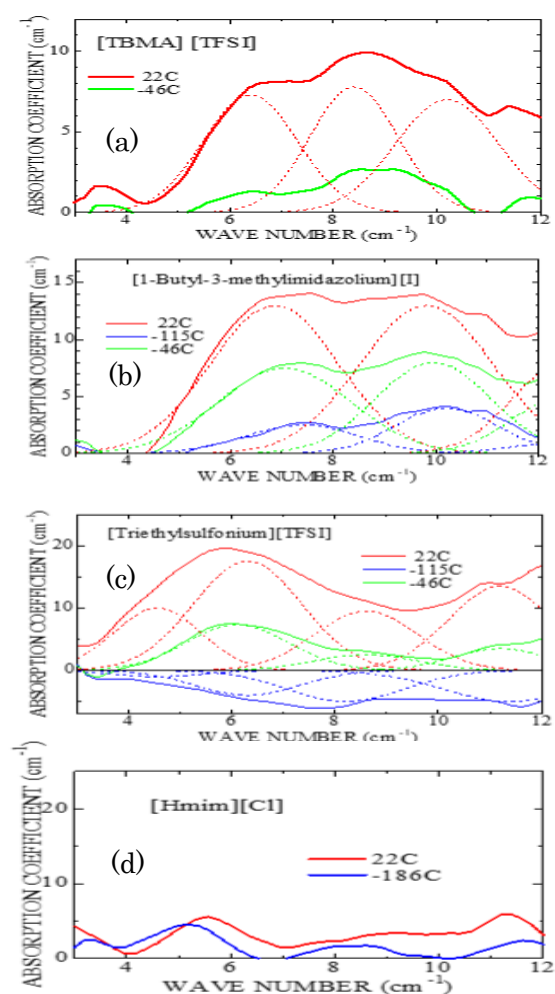 [TBMA] [TFSI]
22C
-46C
(a)
10
5
0
4
6
8
10
12
ABSORPTION COEFFICIENT (cm-1)
WAVE NUMBER (cm-1)
[1-Butyl-3-methylimidazolium][I]
22C
-115C
-46C
(b)
15
10
5
0
4
6
8
10
12
ABSORPTION COEFFICIENT (cm-1)
WAVE NUMBER (cm-1)
[Triethylsulfonium][TFSI]
22C
-115C
-46C
(c)
20
10
0
4
6
8
10
12
ABSORPTION COEFFICIENT (cm-1)
WAVE NUMBER (cm-1)
[Hmim][Cl]
22C
-186C
(d)
20
10
0
4
6
8
10
12
ABSORPTION COEFFICIENT (cm-1)
WAVE NUMBER (cm-1)